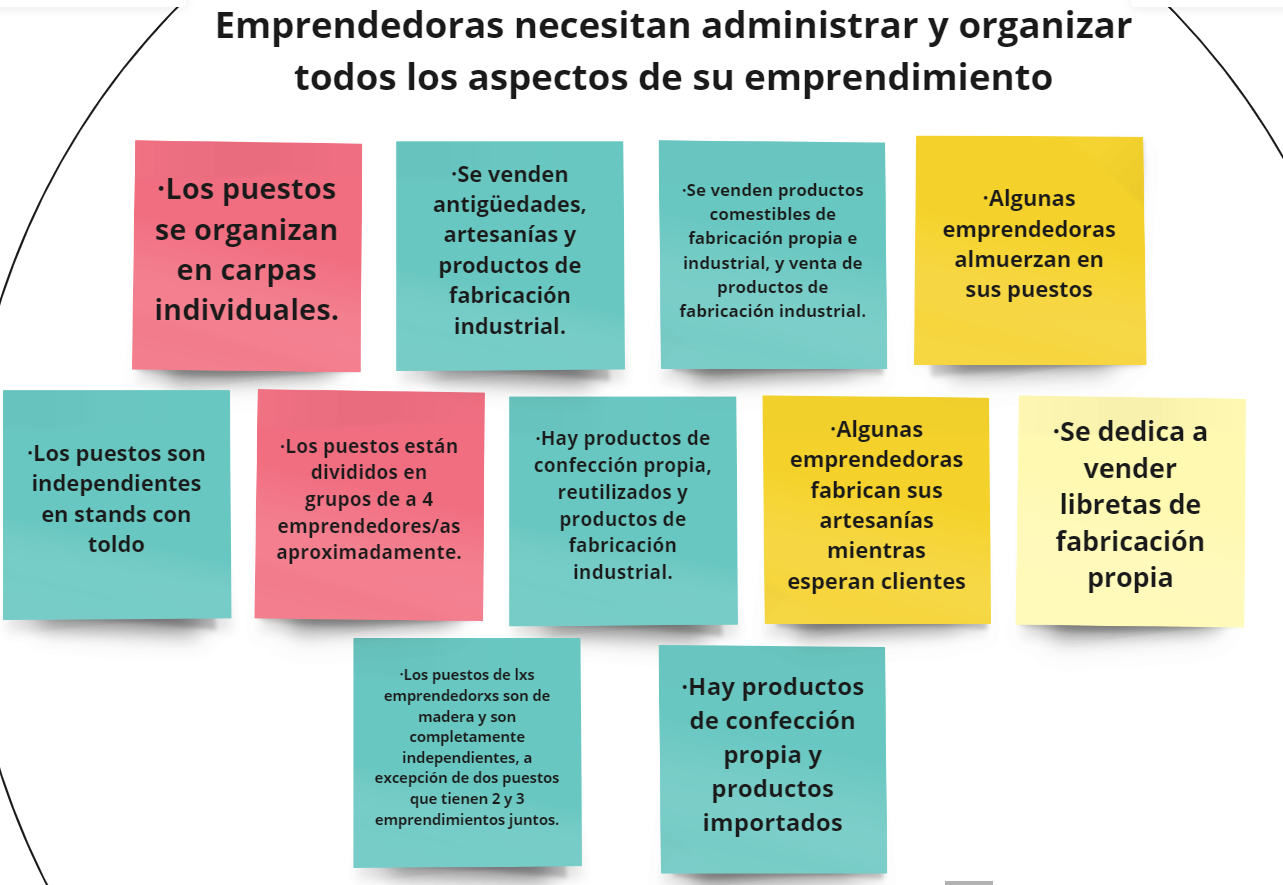 Emprendedoras necesitan administrar y organizar
todos los aspectos de su emprendimiento
·Los puestos
se organizan
en carpas
individuales.
·Se venden
antigüedades,
artesanías y
productos de
fabricación
industrial.
·Se venden productos
comestibles de
fabricación propia e
industrial, y venta de
productos de
fabricación industrial.
·Algunas
emprendedoras
almuerzan en
sus puestos
·Los puestos son
independientes
en stands con
toldo
·Los puestos están
divididos en
grupos de a 4
emprendedores/as
aproximadamente.
·Hay productos de
confección propia,
reutilizados y
productos de
fabricación
industrial.
·Algunas
emprendedoras
fabrican sus
artesanías
mientras
esperan clientes
·Se dedica a
vender
libretas de
fabricación
propia
·Los puestos de lxs
emprendedorxs son de
madera y son
completamente
independientes, a
excepción de dos puestos
que tienen 2 y 3
emprendimientos juntos.
·Hay productos
de confección
propia y
productos
importados